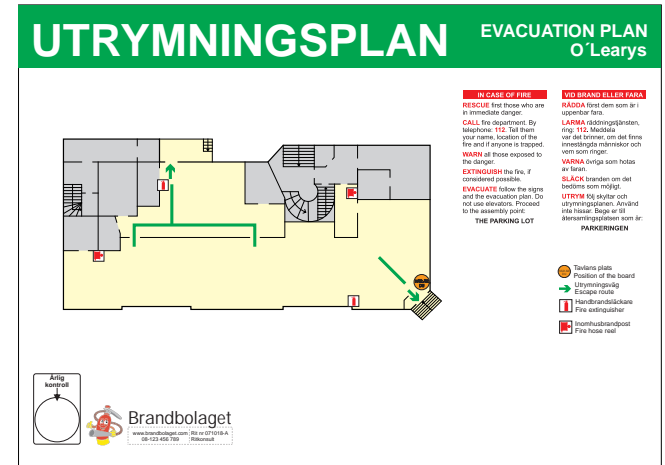 UTRYMNINGSPLAN
EVACUATION PLAN
O´Learys
IN CASE OF FIRE
RESCUE first those who are
in immediate danger.
CALL fire department. By
telephone: 112. Tell them
your name, location of the
fire and if anyone is trapped.
WARN all those exposed to
the danger.
EXTINGUISH the fire, if
considered possible.
EVACUATE follow the signs
and the evacuation plan. Do
not use elevators. Proceed
to the assembly point:
THE PARKING LOT
VID BRAND ELLER FARA
RÄDDA först dem som är i
uppenbar fara.
LARMA räddningstjänsten,
ring: 112. Meddela
var det brinner, om det finns
innestängda människor och
vem som ringer.
VARNA övriga som hotas
av faran.
SLÄCK branden om det
bedöms som möjligt.
UTRYM följ skyltar och
utrymningsplanen. Använd
inte hissar. Bege er till
återsamlingsplatsen som är:
PARKERINGEN
Tavlans plats
Position of the board
Utrymningsväg
Escape route
Handbrandsläckare
Fire extinguisher
Inomhusbrandpost
Fire hose reel
Årlig
kontroll
Brandbolaget
www.brandbolaget.com
08-123 456 789
Rit nr 071018-A
Ritkonsult